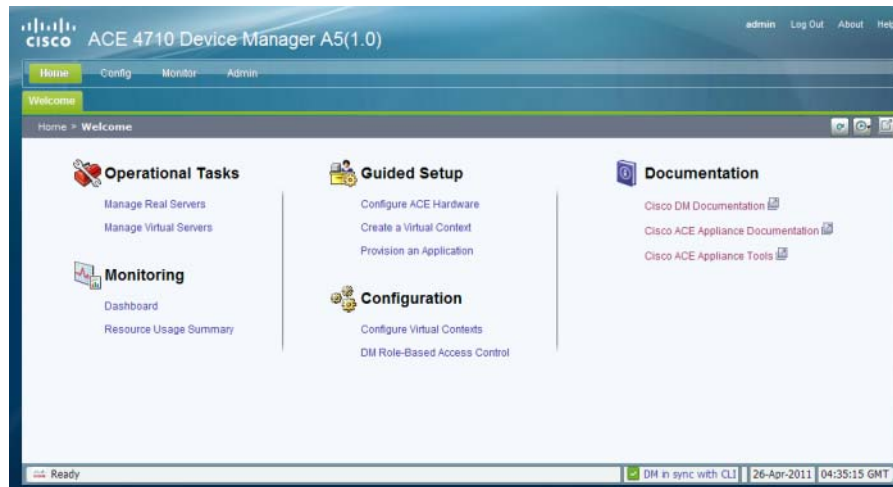 cisco ACE 4710 Device Manager A5(1.0)
admin Log Out About Help
Home Config Monitor Admin
Welcome
Home > Welcome
Operational Tasks
Manage Real Servers
Manage Virtual Servers
Monitoring
Dashboard
Resource Usage Summary
Guided Setup
Configure ACE Hardware
Create a Virtual Context
Provision an Application
Configuration
Configure Virtual Contexts
DM Role-Based Access Control
Documentation
Cisco DM Documentation
Cisco ACE Appliance Documentation
Cisco ACE Appliance Tools
Ready
DM in sync with CLI 26-Apr-2011 04:35:15 GMT